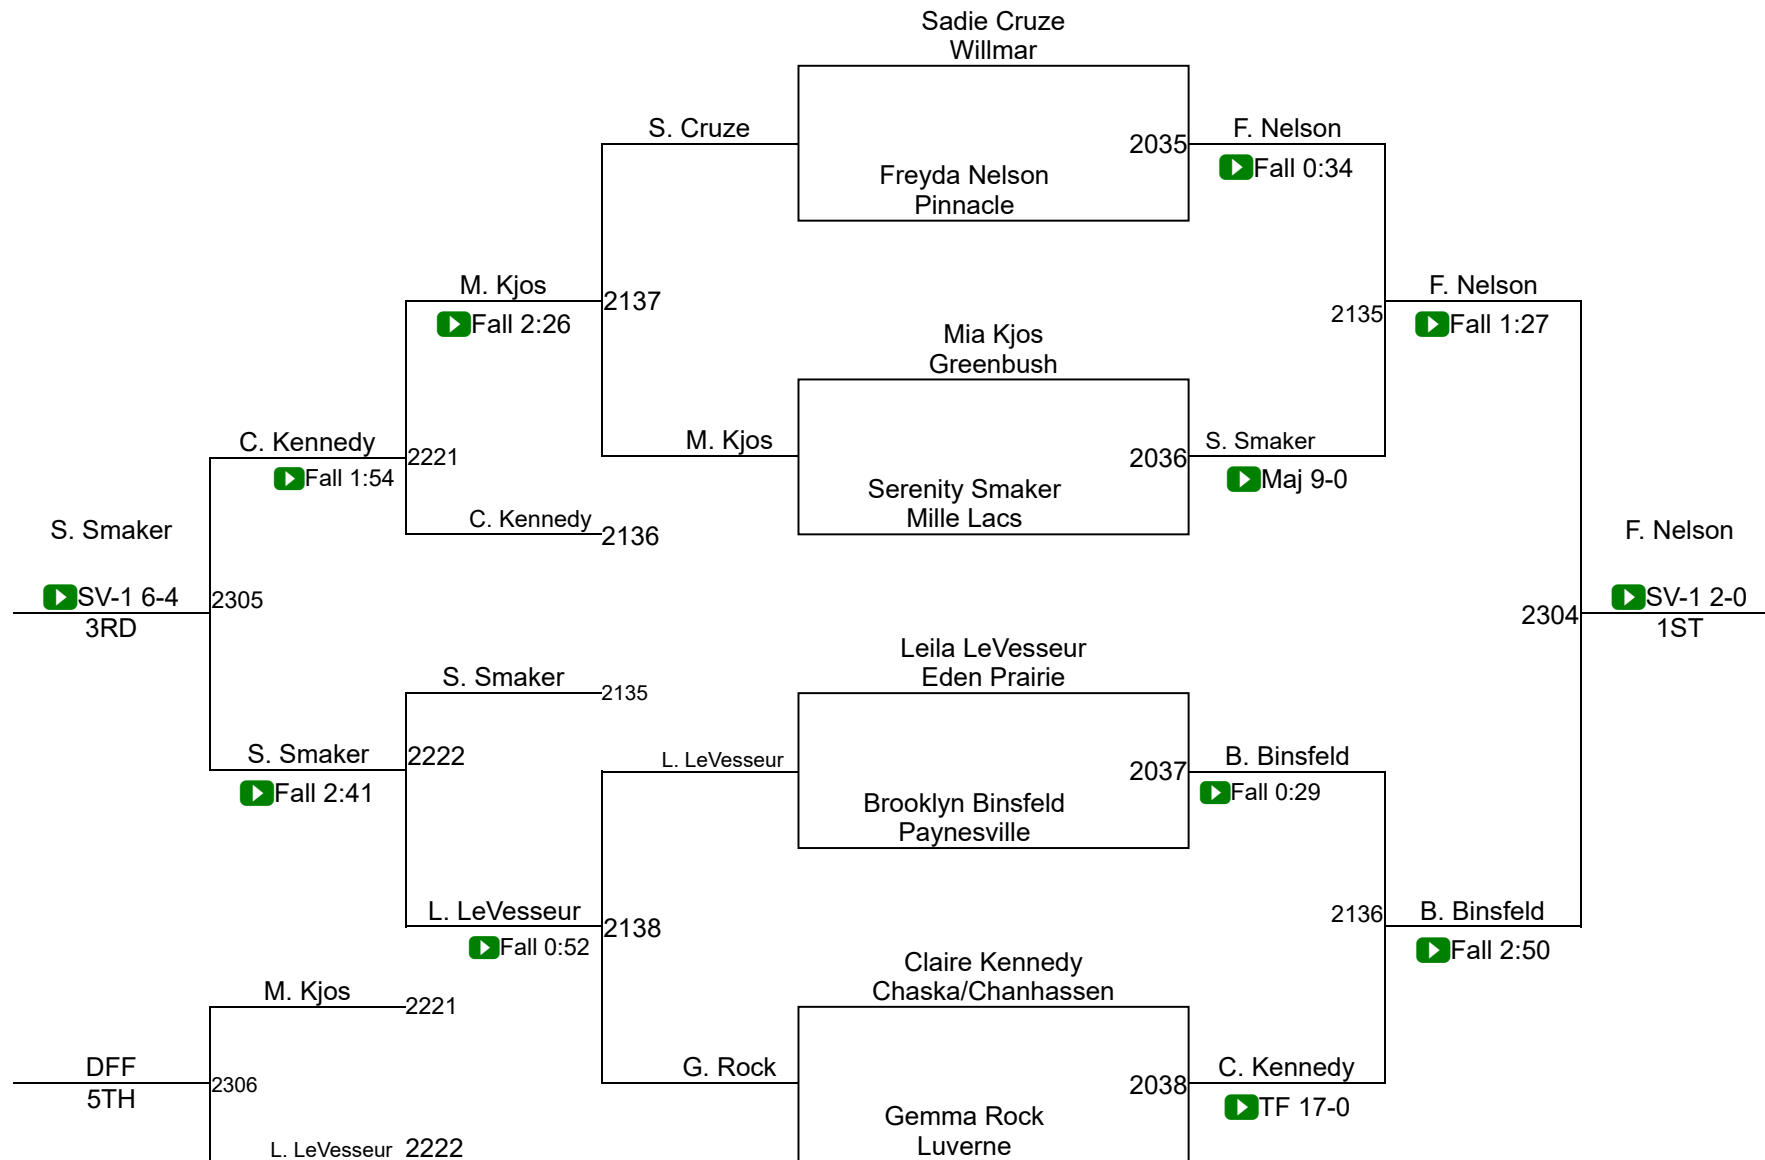 Sadie Cruze
Willmar
S. Cruze
2035
F. Nelson
Fall 0:34
Freyda Nelson
Pinnacle
M. Kjos
2137
Fall 2:26
F. Nelson
2135
Fall 1:27
Mia Kjos
Greenbush
C. Kennedy
2221
Fall 1:54
M. Kjos
2036
S. Smaker
Maj 9-0
Serenity Smaker
Mille Lacs
C. Kennedy
2136
S. Smaker
SV-1 6-4
3RD
2305
F. Nelson
2304
SV-1 2-0
1ST
Leila LeVesseur
Eden Prairie
S. Smaker
2135
S. Smaker
2222
Fall 2:41
L. LeVesseur
2037
B. Binsfeld
Fall 0:29
Brooklyn Binsfeld
Paynesville
L. LeVesseur
2138
Fall 0:52
2136
B. Binsfeld
Fall 2:50
Claire Kennedy
Chaska/Chanhassen
M. Kjos
2221
DFF
5TH
2306
G. Rock
2038
C. Kennedy
TF 17-0
Gemma Rock
Luverne
L. LeVesseur
2222